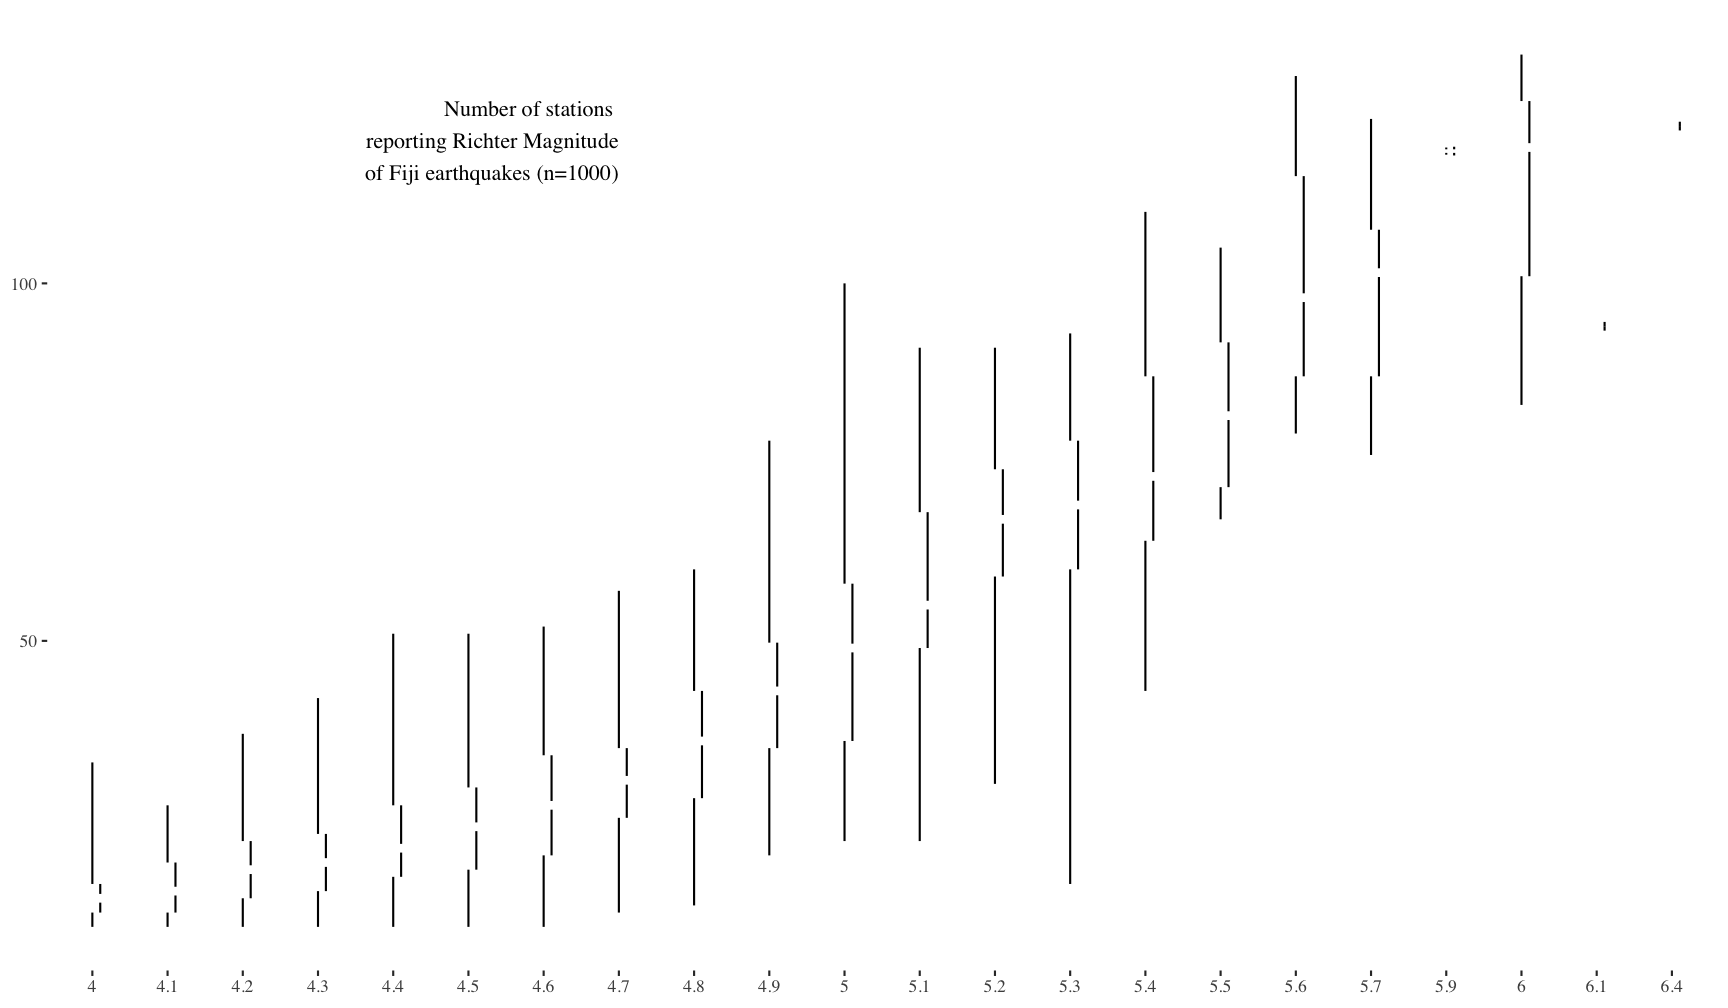 Number of stations
reporting Richter Magnitude
of Fiji earthquakes (n=1000)
100
50
4 4.1 4.2 4.3 4.4 4.5 4.6 4.7 4.8 4.9 5 5.1 5.2 5.3 5.4 5.5 5.6 5.7 5.9 6 6.1 6.4